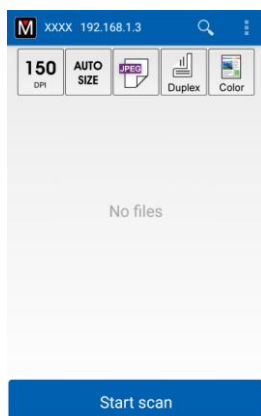 M XXXX 192.168.1.3
150 DPI
AUTO SIZE
JPEG
Duplex
Color
No files
Start scan